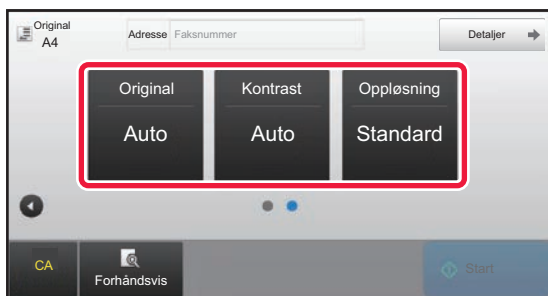 Original
A4
Adresse Faksnummer
Detaljer
Original
Auto
Kontrast
Auto
Oppløsning
Standard
CA
Forhåndsvis
Start